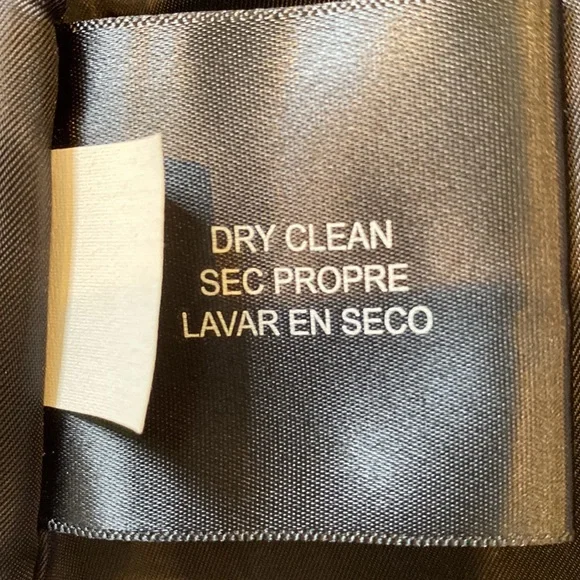 DRY CLEAN
SEC PROPRE
LAVAR EN SECO